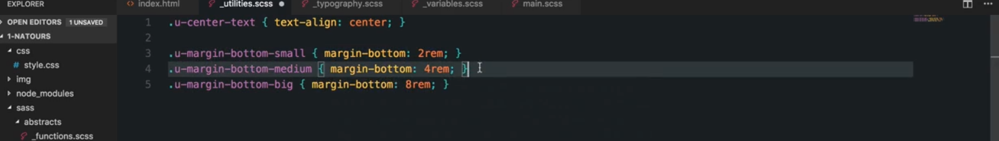 EXPLORER
index.html
_utilities.scss
_typography.scss
_variables.scss
main.scss
OPEN EDITORS 1 UNSAVED
1-NATOURS
css
style.css
img
node_modules
sass
abstracts
_functions.scss
1 .u-center-text { text-align: center; }
2
3 .u-margin-bottom-small { margin-bottom: 2rem; }
4 .u-margin-bottom-medium { margin-bottom: 4rem; }
5 .u-margin-bottom-big { margin-bottom: 8rem; }